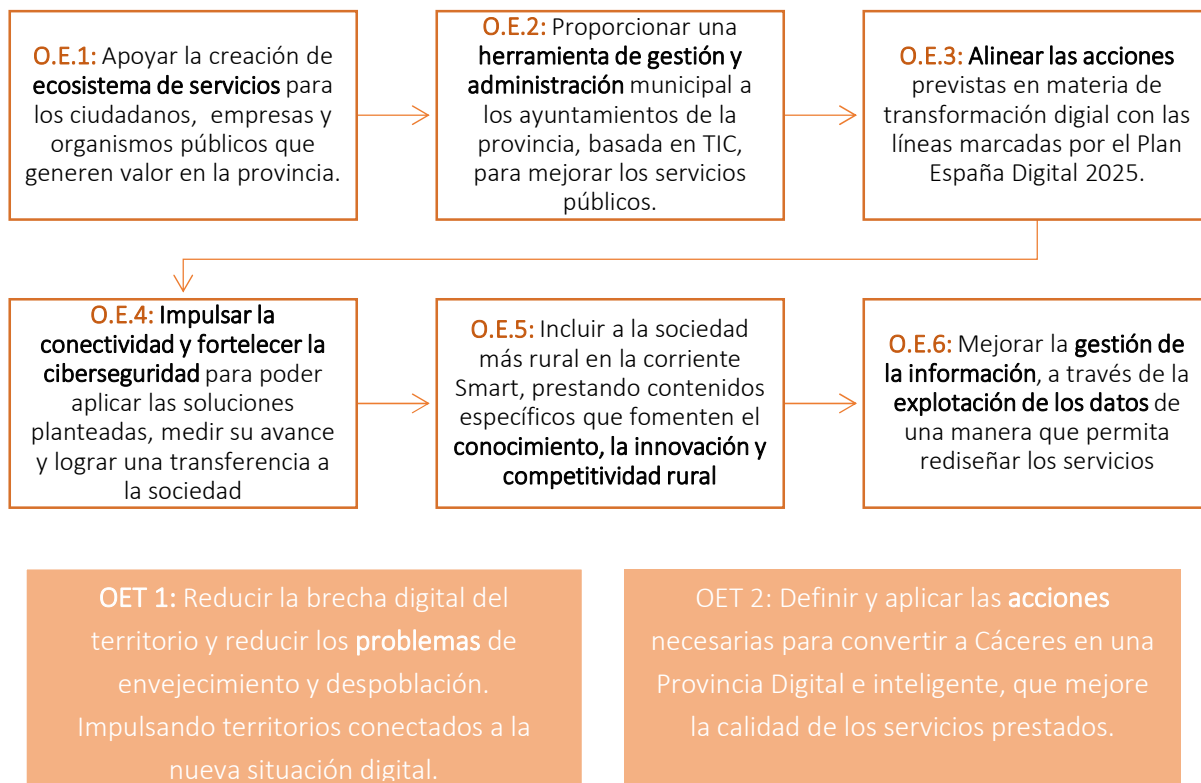 O.E.1: Apoyar la creación de
ecosistema de servicios para
los ciudadanos, empresas y
organismos públicos que
generen valor en la provincia.
O.E.2: Proporcionar una
herramienta de gestión y
administración municipal a
los ayuntamientos de la
provincia, basada en TIC,
para mejorar los servicios
públicos.
O.E.3: Alinear las acciones
previstas en materia de
transformación digial con las
líneas marcadas por el Plan
España Digital 2025.
O.E.4: Impulsar la
conectividad y fortelecer la
ciberseguridad para poder
aplicar las soluciones
planteadas, medir su avance
y lograr una transferencia a
la sociedad
O.E.5: Incluir a la sociedad
más rural en la corriente
Smart, prestando contenidos
específicos que fomenten el
conocimiento, la innovación y
competitividad rural
O.E.6: Mejorar la gestión de
la información, a través de la
explotación de los datos de
una manera que permita
rediseñar los servicios
OET 1: Reducir la brecha digital del
territorio y reducir los problemas de
envejecimiento y despoblación.
Impulsando territorios conectados a la
nueva situación digital.
OET 2: Definir y aplicar las acciones
necesarias para convertir a Cáceres en una
Provincia Digital e inteligente, que mejore
la calidad de los servicios prestados.